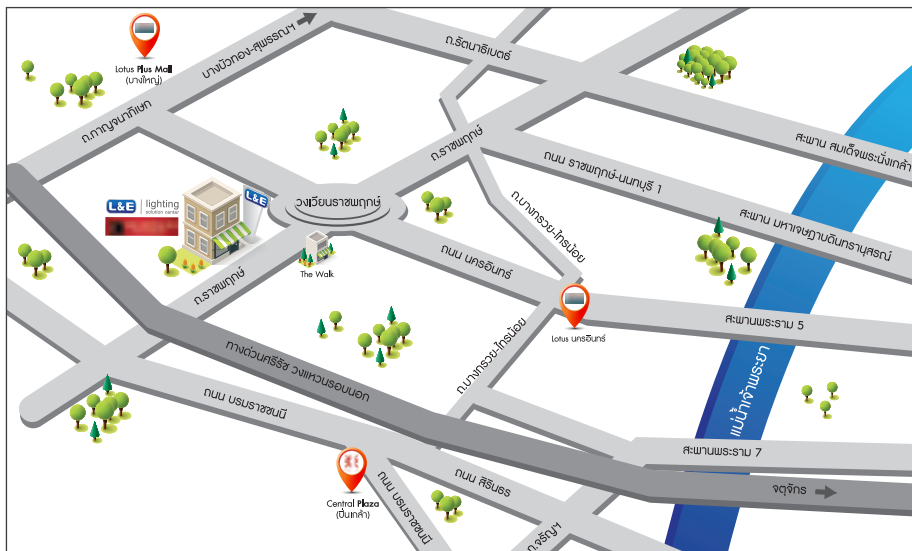 Lotus Plus Mall
(บางใหญ่)
บางบัวทอง-สุพรรณฯ
ถ.รัตนาธิเบศร์
ถ.กาญจนาภิเษก
ถ.ราชพฤกษ์
สะพาน สมเด็จพระนั่งเกล้า
ถนน ราชพฤกษ์-นนทบุรี 1
สะพาน มหาเจษฎาบดินทรานุสรณ์
L&E lighting
solution center
L&E
วงเวียนราชพฤกษ์
ถ.บางกรวย-ไทรน้อย
The Walk
ถนน นครอินทร์
ถ.ราชพฤกษ์
Lotus นครอินทร์
สะพานพระราม 5
ทางด่วนศรีรัช วงแหวนรอบนอก
ถ.บางกรวย-ไทรน้อย
แม่น้ำเจ้าพระยา
ถนน บรมราชชนนี
สะพานพระราม 7
Central Plaza
(ปิ่นเกล้า)
ถนน บรมราชชนนี
ถนน สิรินธร
จตุจักร
ถ.จรัญฯ